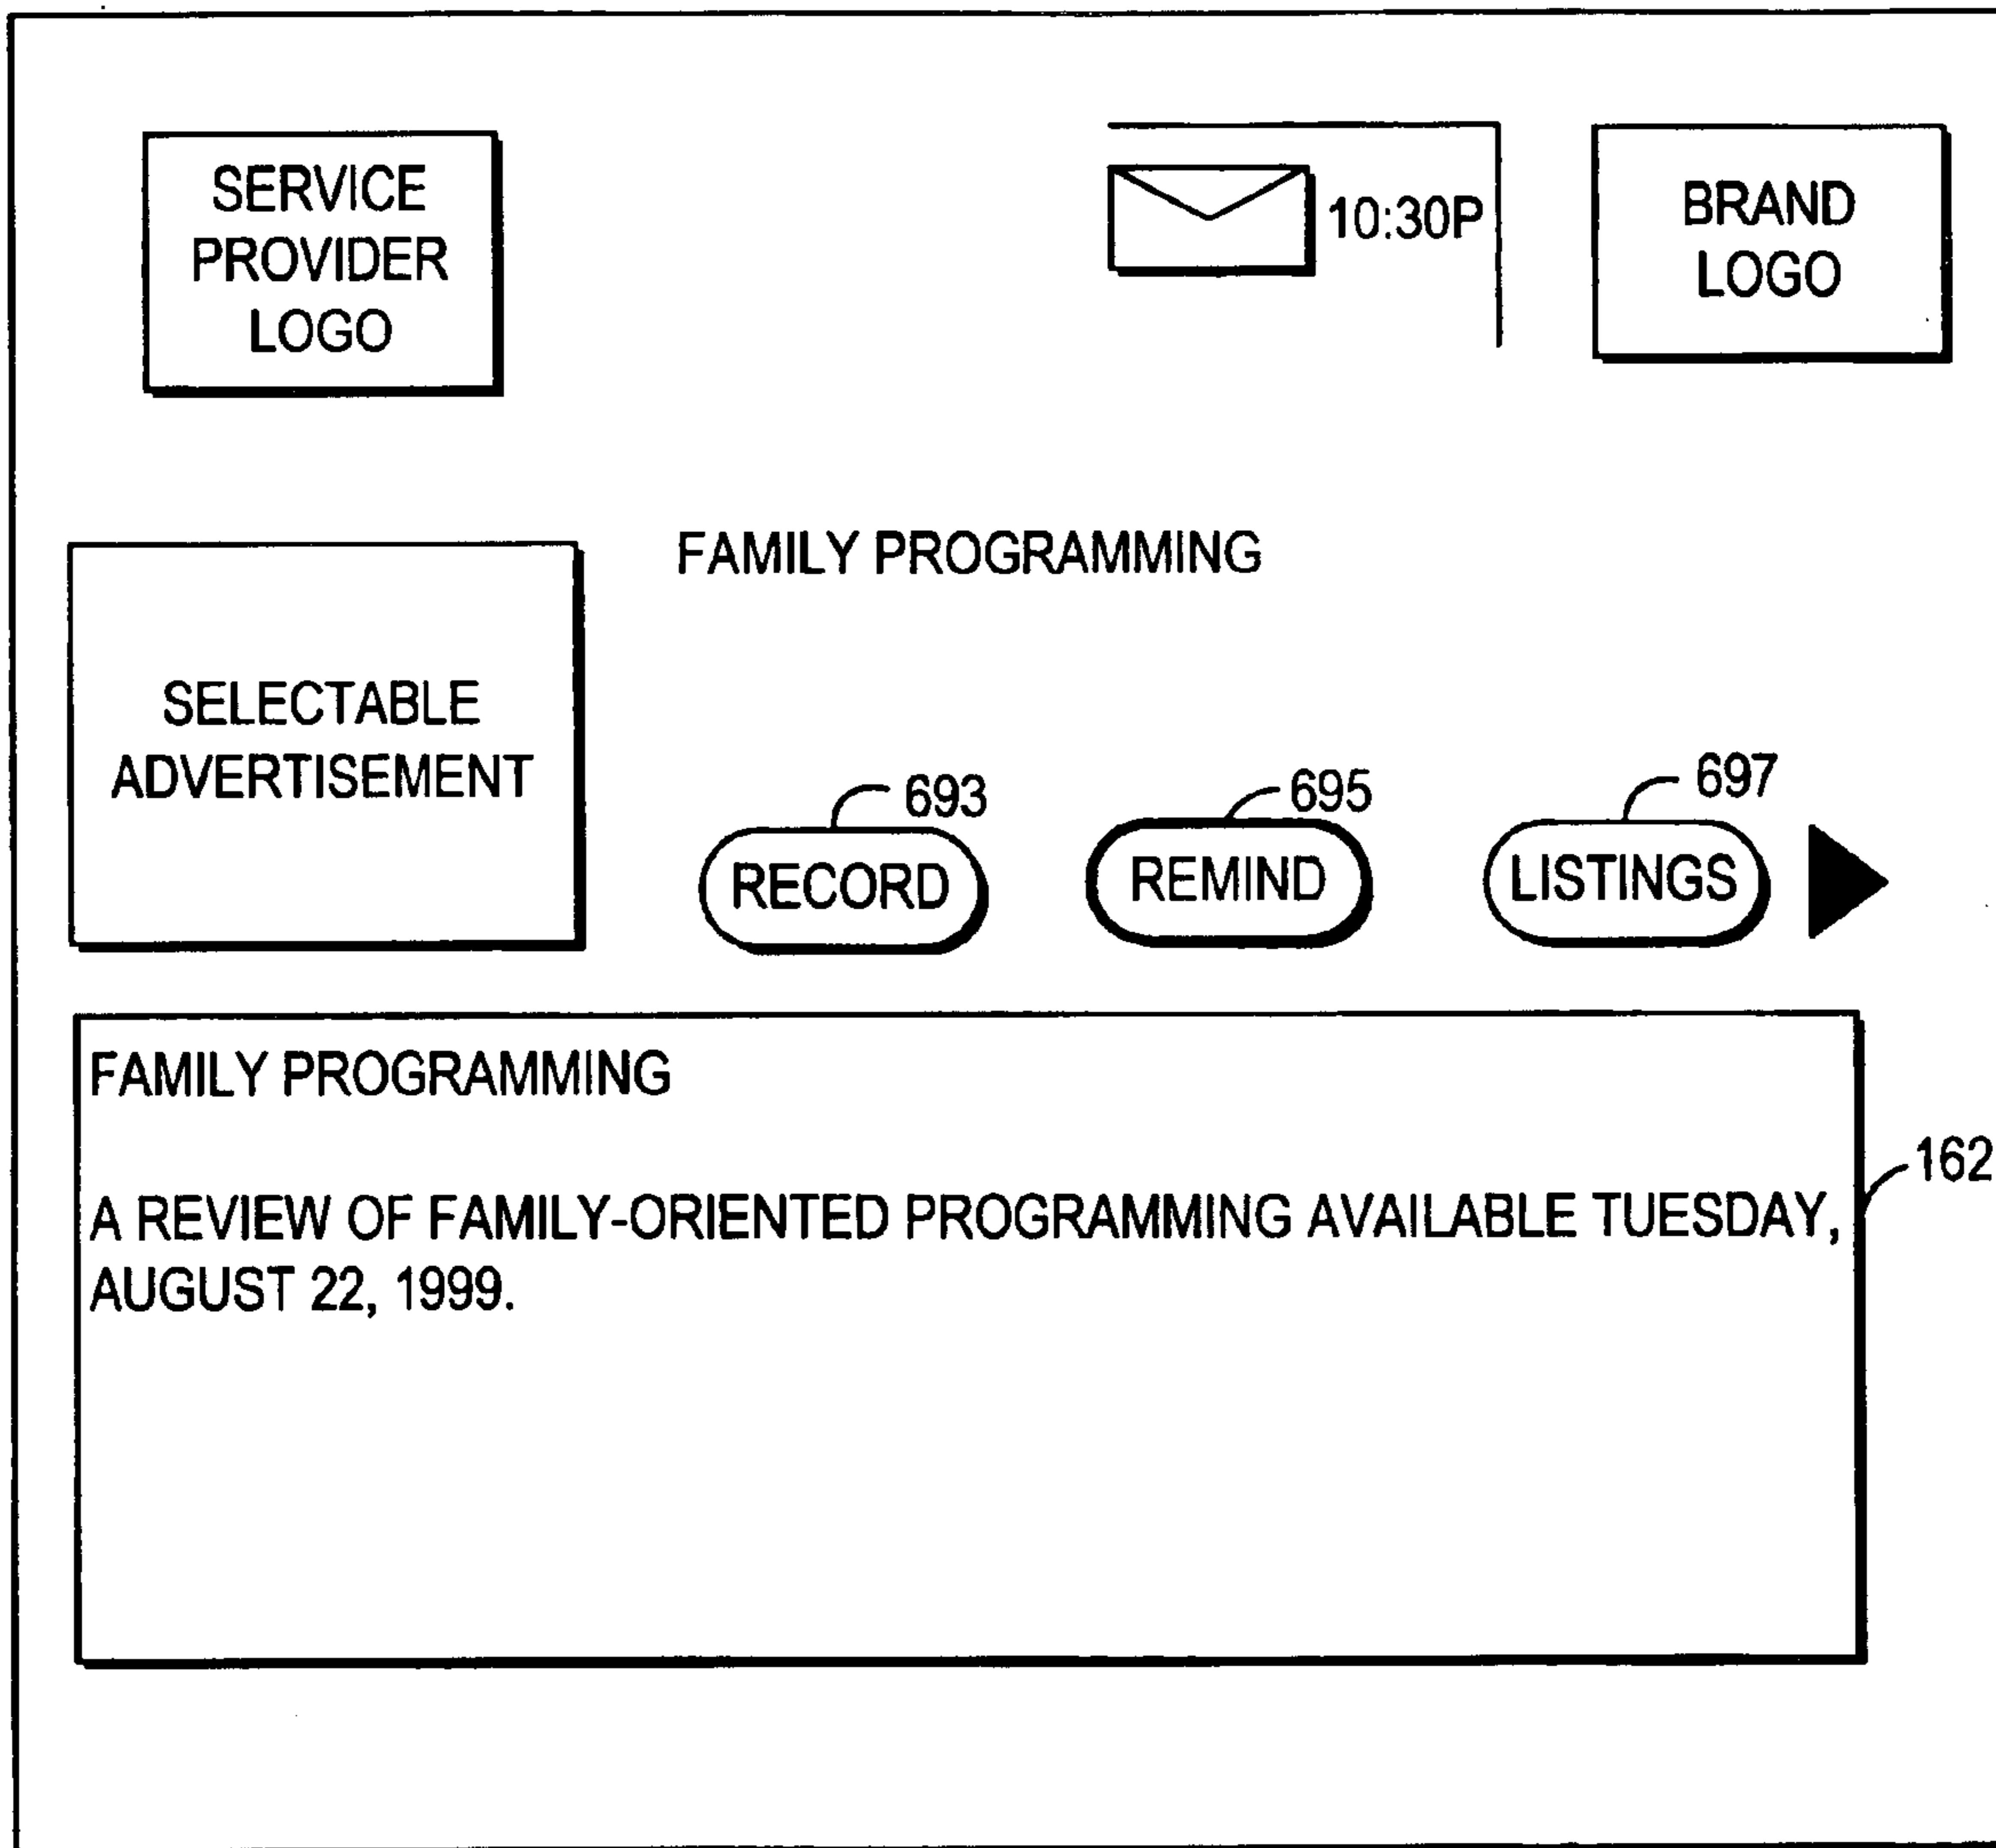 SERVICE
PROVIDER
LOGO
10:30P
BRAND
LOGO
FAMILY PROGRAMMING
SELECTABLE
ADVERTISEMENT
693
695
697
RECORD
REMIND
LISTINGS
FAMILY PROGRAMMING
A REVIEW OF FAMILY-ORIENTED PROGRAMMING AVAILABLE TUESDAY,
AUGUST 22, 1999.
162